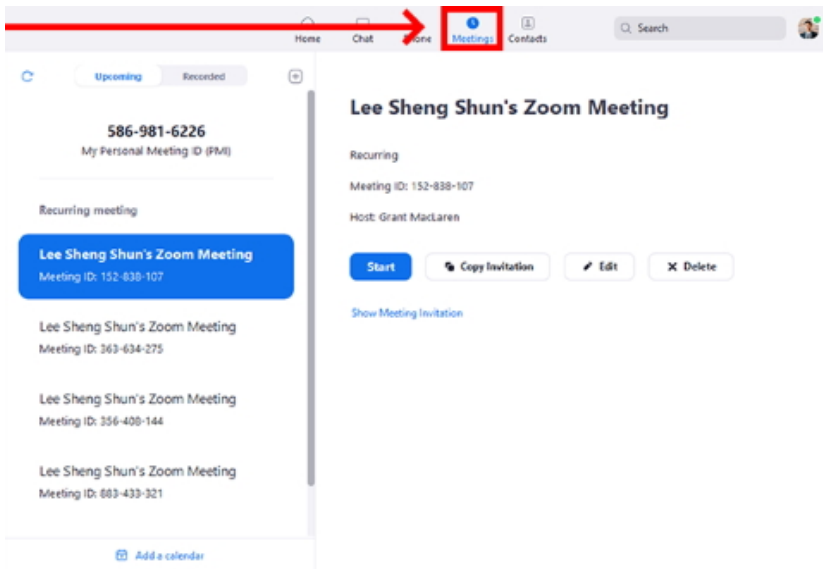 Home Chat Phone Meetings Contacts Search
Upcoming Recorded
586-981-6226
My Personal Meeting ID (PMI)
Recurring meeting
Lee Sheng Shun's Zoom Meeting
Meeting ID: 152-838-107
Lee Sheng Shun's Zoom Meeting
Meeting ID: 363-634-275
Lee Sheng Shun's Zoom Meeting
Meeting ID: 356-408-144
Lee Sheng Shun's Zoom Meeting
Meeting ID: 883-433-321
Add a calendar
Lee Sheng Shun's Zoom Meeting
Recurring
Meeting ID: 152-838-107
Host: Grant MacLaren
Start Copy Invitation Edit Delete
Show Meeting Invitation